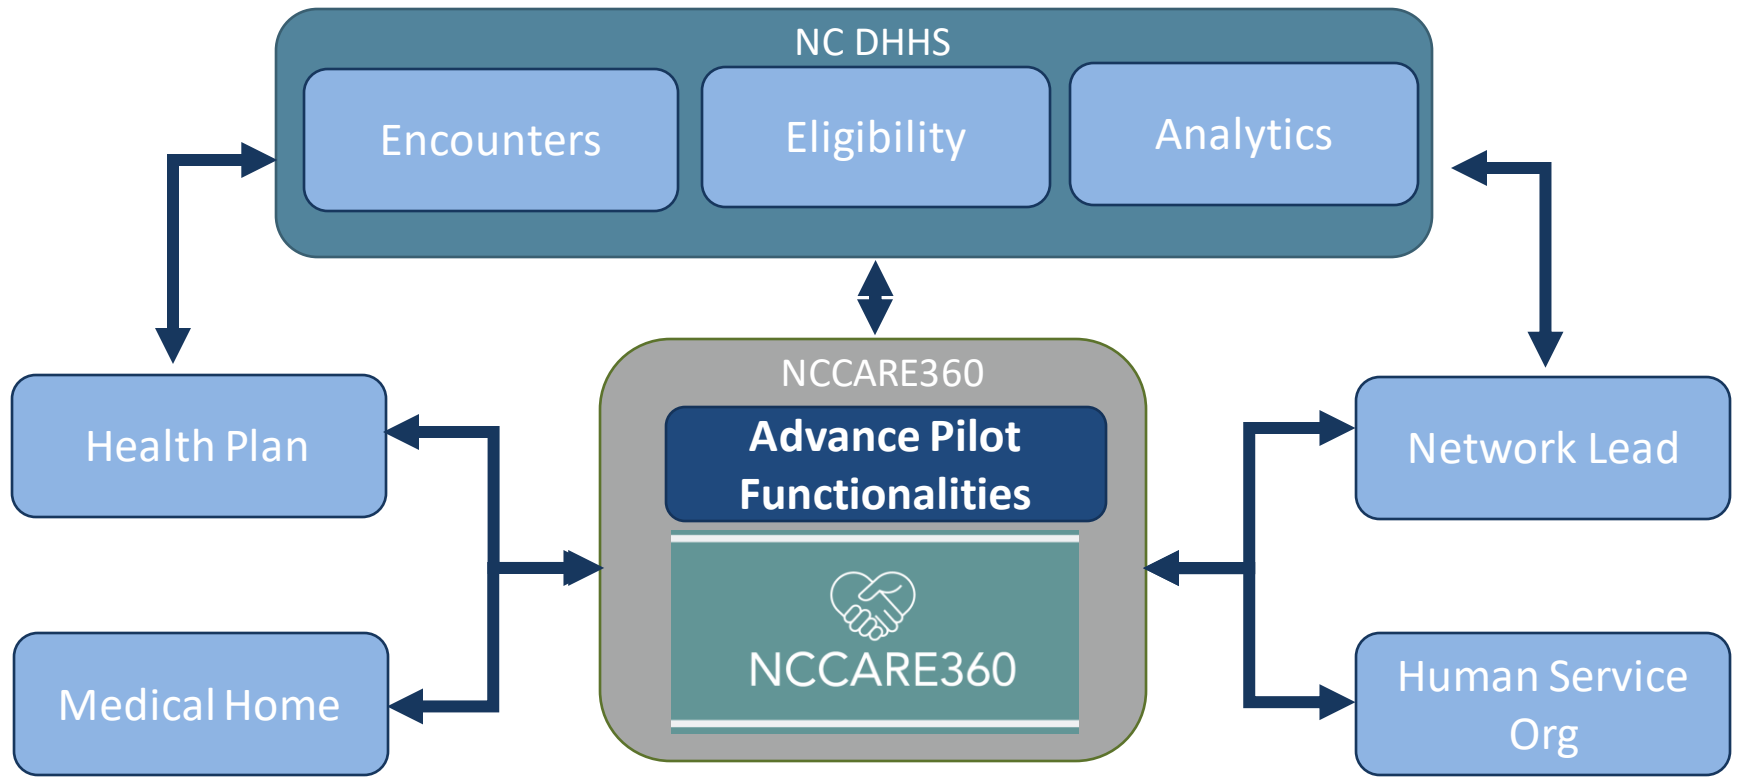 NC DHHS
Encounters
Eligibility
Analytics
NCCARE360
Advance Pilot
Functionalities
Health Plan
Network Lead
NCCARE360
Medical Home
Human Service
Org